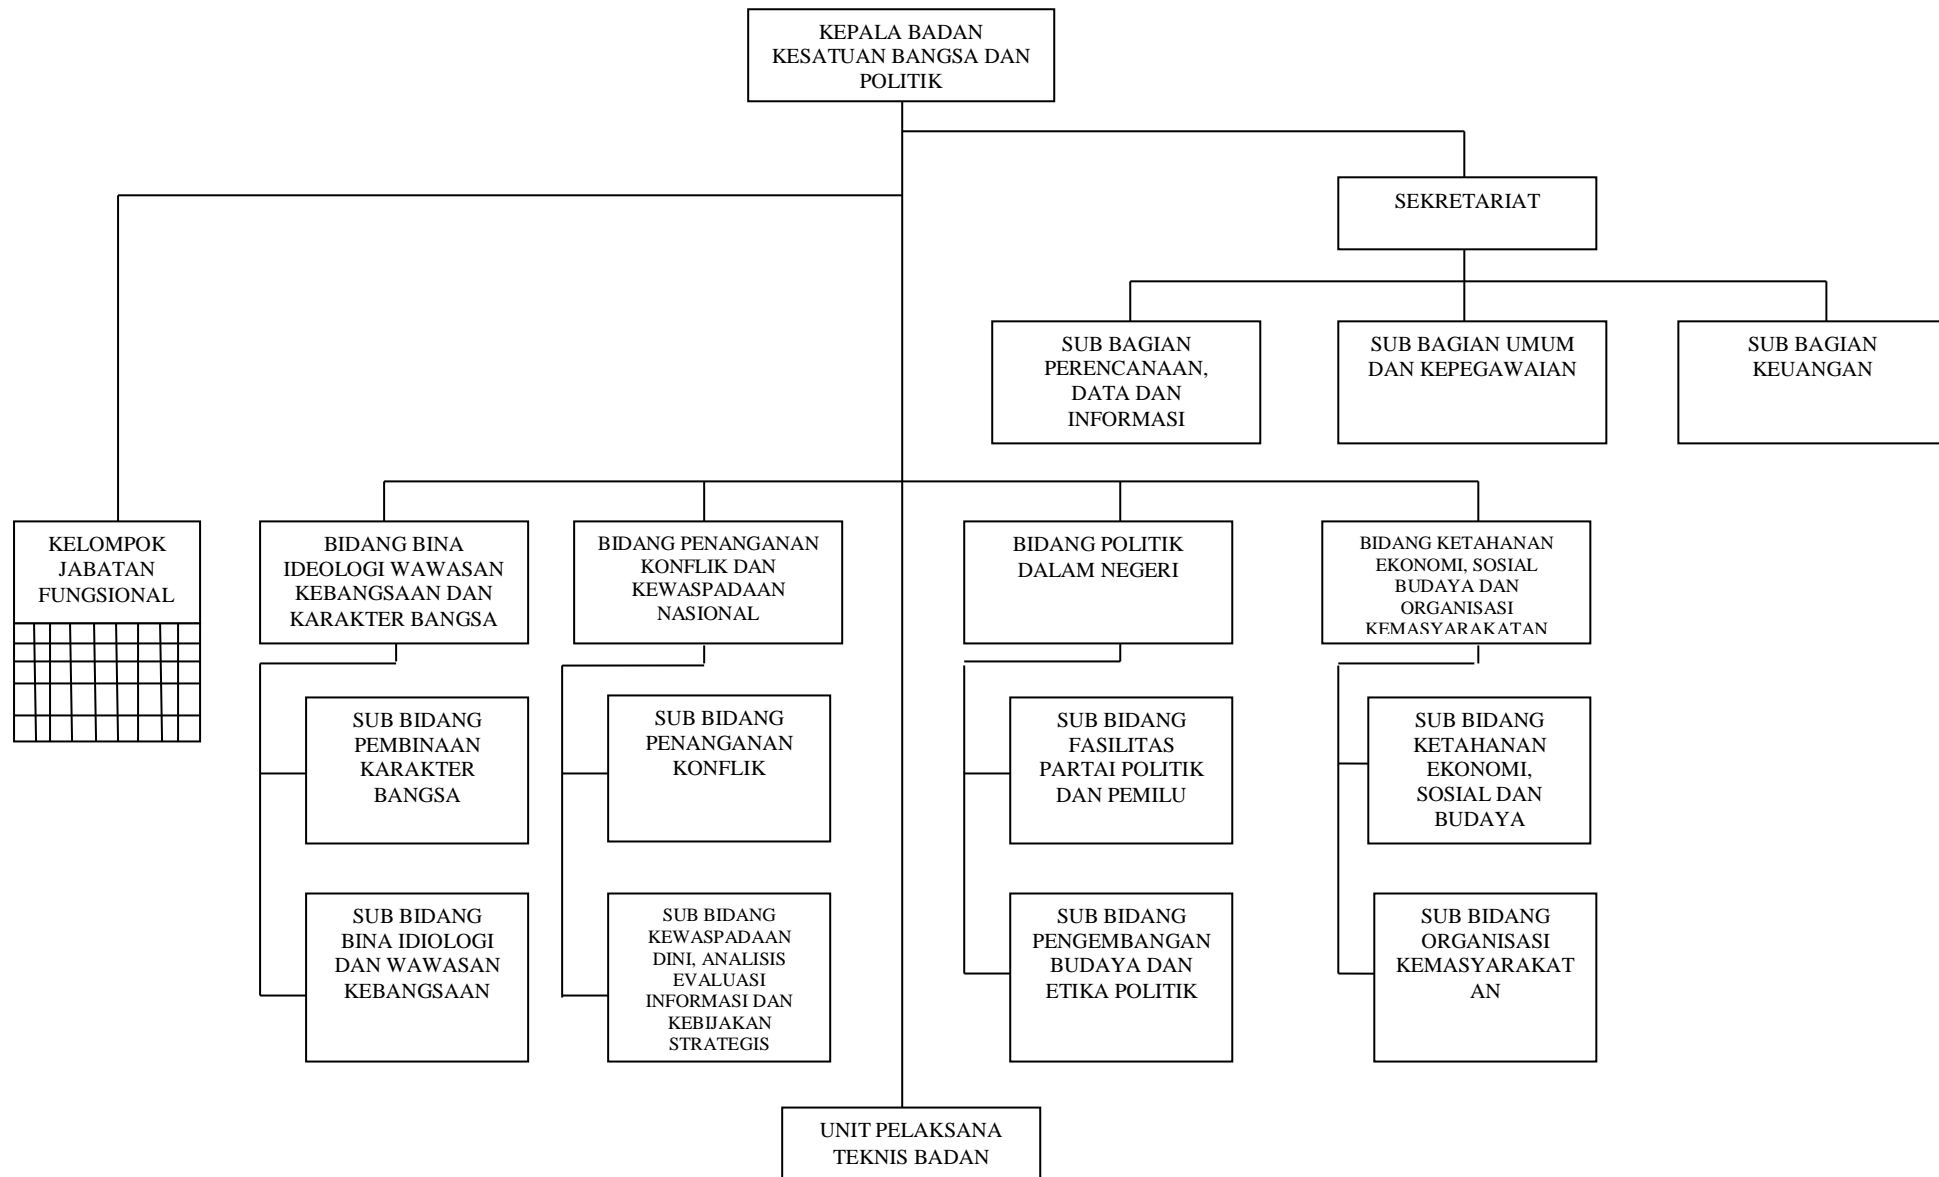 KEPALA BADAN
KESATUAN BANGSA DAN
POLITIK
SEKRETARIAT
SUB BAGIAN
PERENCANAAN,
DATA DAN
INFORMASI
SUB BAGIAN UMUM
DAN KEPEGAWAIAN
SUB BAGIAN
KEUANGAN
KELOMPOK
JABATAN
FUNGSIONAL
BIDANG BINA
IDEOLOGI WAWASAN
KEBANGSAAN DAN
KARAKTER BANGSA
BIDANG PENANGANAN
KONFLIK DAN
KEWASPADAAN
NASIONAL
BIDANG POLITIK
DALAM NEGERI
BIDANG KETAHANAN
EKONOMI, SOSIAL
BUDAYA DAN
ORGANISASI
KEMASYARAKATAN
SUB BIDANG
PEMBINAAN
KARAKTER
BANGSA
SUB BIDANG
PENANGANAN
KONFLIK
SUB BIDANG
FASILITAS
PARTAI POLITIK
DAN PEMILU
SUB BIDANG
KETAHANAN
EKONOMI,
SOSIAL DAN
BUDAYA
SUB BIDANG
BINA IDIOLOGI
DAN WAWASAN
KEBANGSAAN
SUB BIDANG
KEWASPADAAN
DINI, ANALISIS
EVALUASI
INFORMASI DAN
KEBIJAKAN
STRATEGIS
SUB BIDANG
PENGEMBANGAN
BUDAYA DAN
ETIKA POLITIK
SUB BIDANG
ORGANISASI
KEMASYARAKAT
AN
UNIT PELAKSANA
TEKNIS BADAN